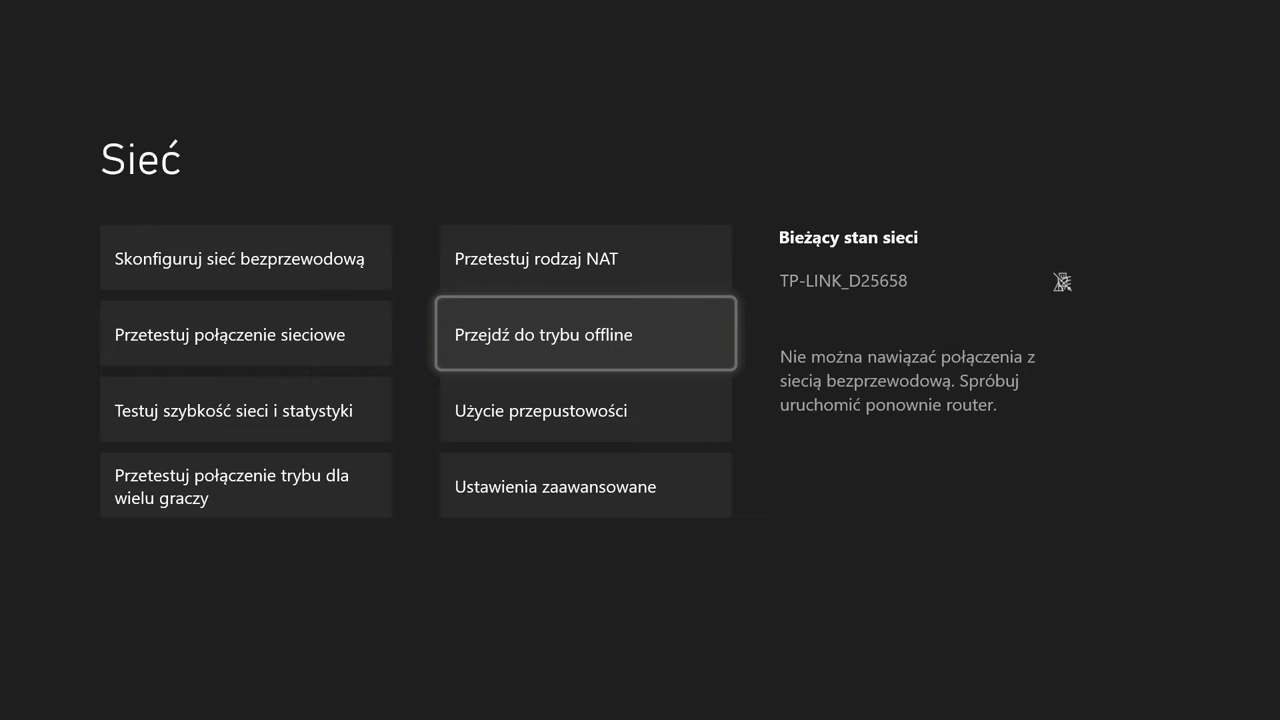 Sieć
Skonfiguruj sieć bezprzewodową
Przetestuj połączenie sieciowe
Testuj szybkość sieci i statystyki
Przetestuj połączenie trybu dla
wielu graczy
Przetestuj rodzaj NAT
Przejdź do trybu offline
Użycie przepustowości
Ustawienia zaawansowane
Bieżący stan sieci
TP-LINK_D25658
Nie można nawiązać połączenia z
siecią bezprzewodową. Spróbuj
uruchomić ponownie router.